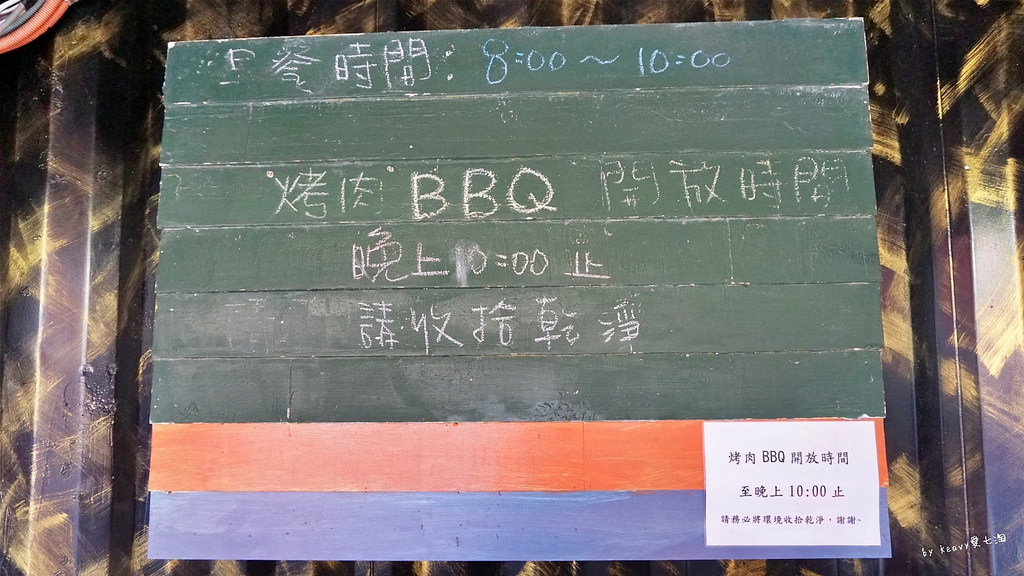 早餐時間: 8:00～10:00
烤肉 BBQ 開放時間
晚上 10:00 止
請收拾乾淨
烤肉 BBQ 開放時間
至晚上 10:00 止
請務必將環境收拾乾淨，謝謝~
by keavy愛七淘